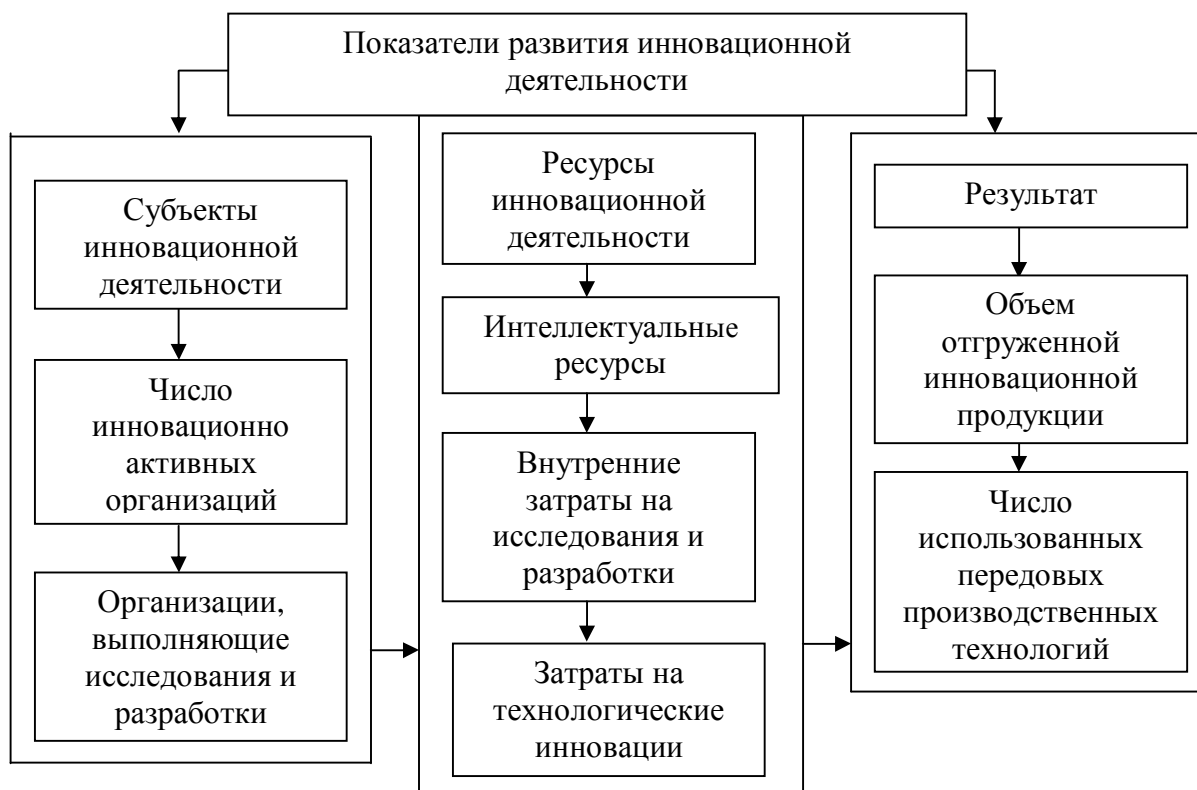 Показатели развития инновационной
деятельности
Субъекты
инновационной
деятельности
Число
инновационно
активных
организаций
Организации,
выполняющие
исследования и
разработки
Ресурсы
инновационной
деятельности
Интеллектуальные
ресурсы
Внутренние
затраты на
исследования и
разработки
Затраты на
технологические
инновации
Результат
Объем
отгруженной
инновационной
продукции
Число
использованных
передовых
производственных
технологий